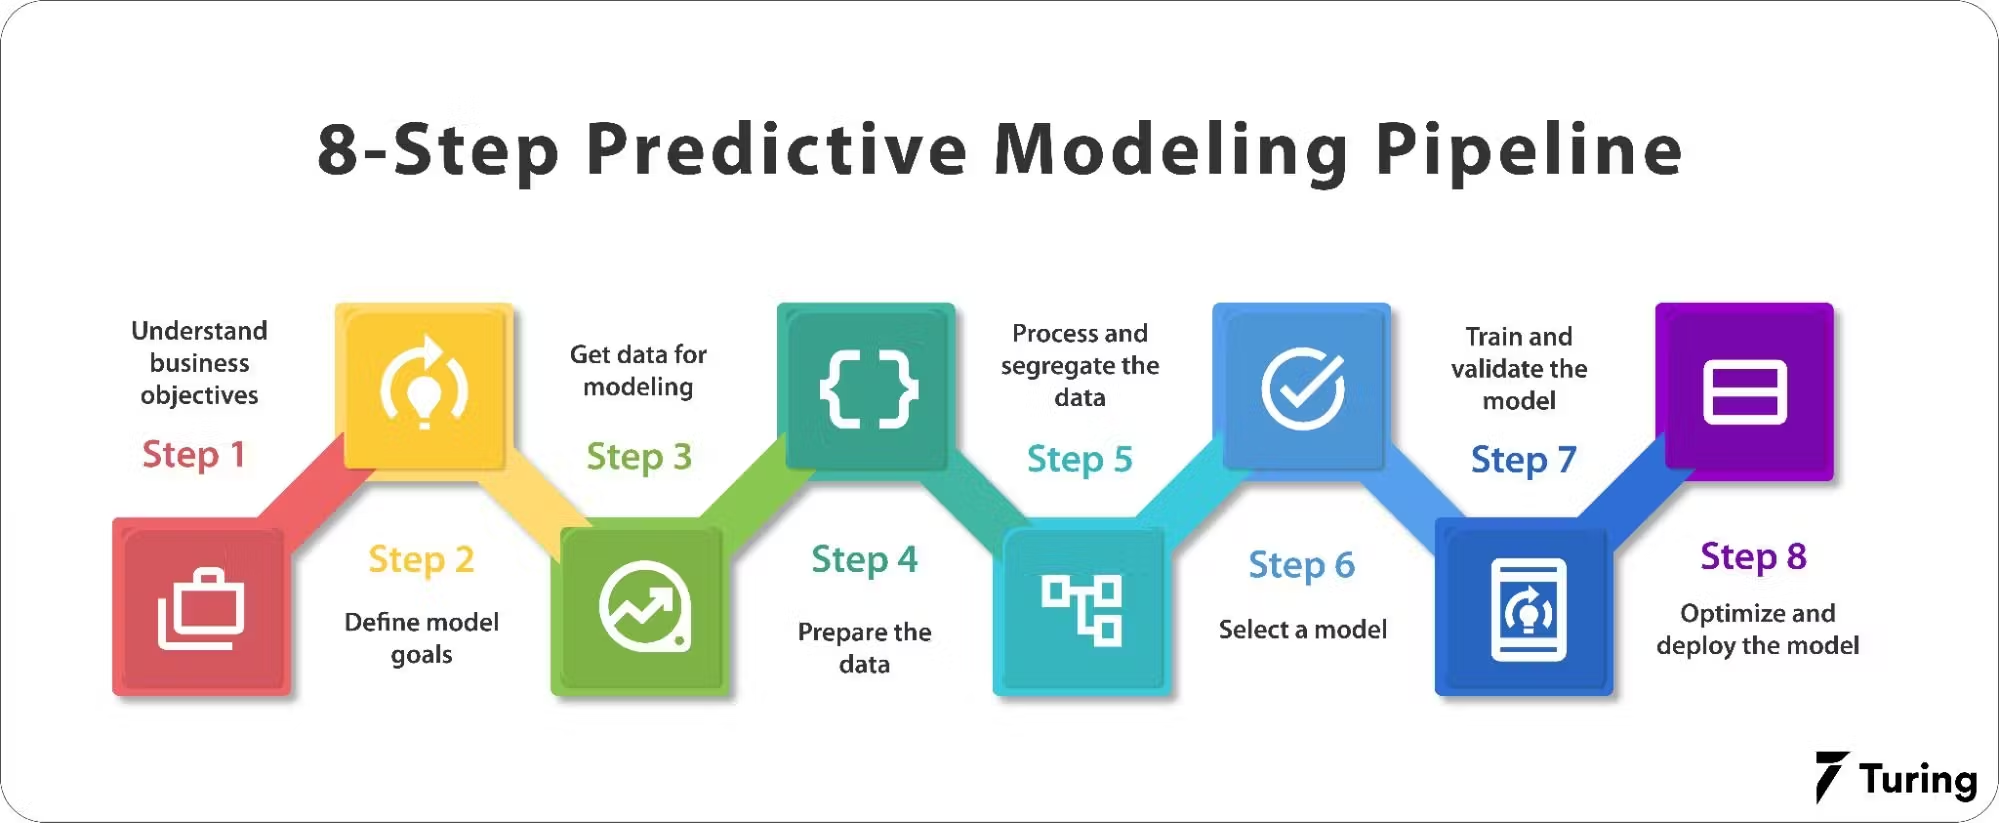 8-Step Predictive Modeling Pipeline
Understand
business
objectives
Step 1
Step 2
Define model
goals
Get data for
modeling
Step 3
Step 4
Prepare the
data
Process and
segregate the
data
Step 5
Step 6
Select a model
Train and
validate the
model
Step 7
Step 8
Optimize and
deploy the model
Turing